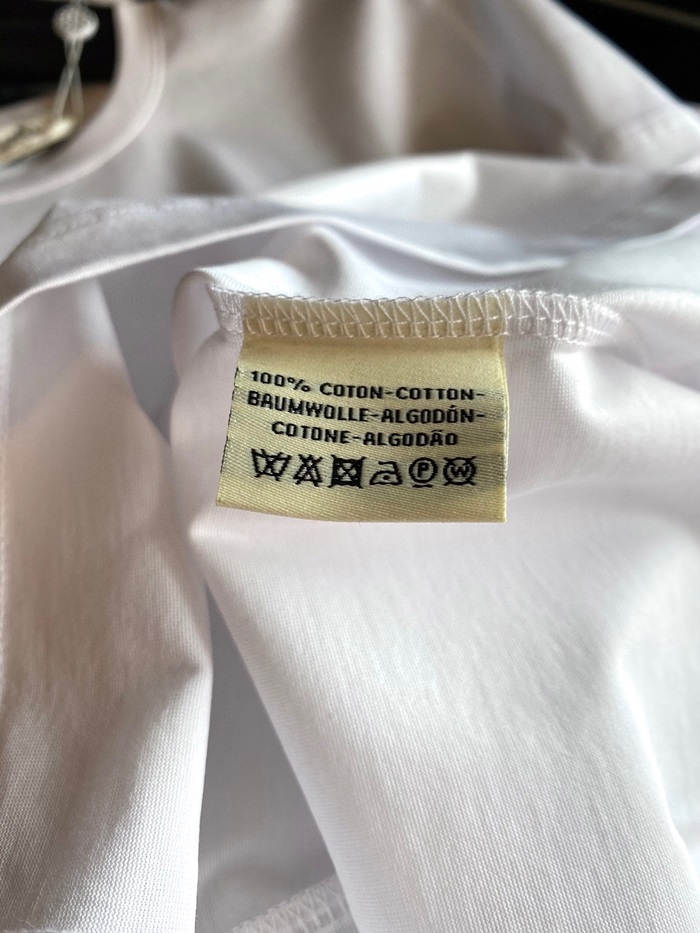 100% COTON-COTTON-
BAUMWOLLE-ALGODÓN-
COTONE-ALGODÃO
P W